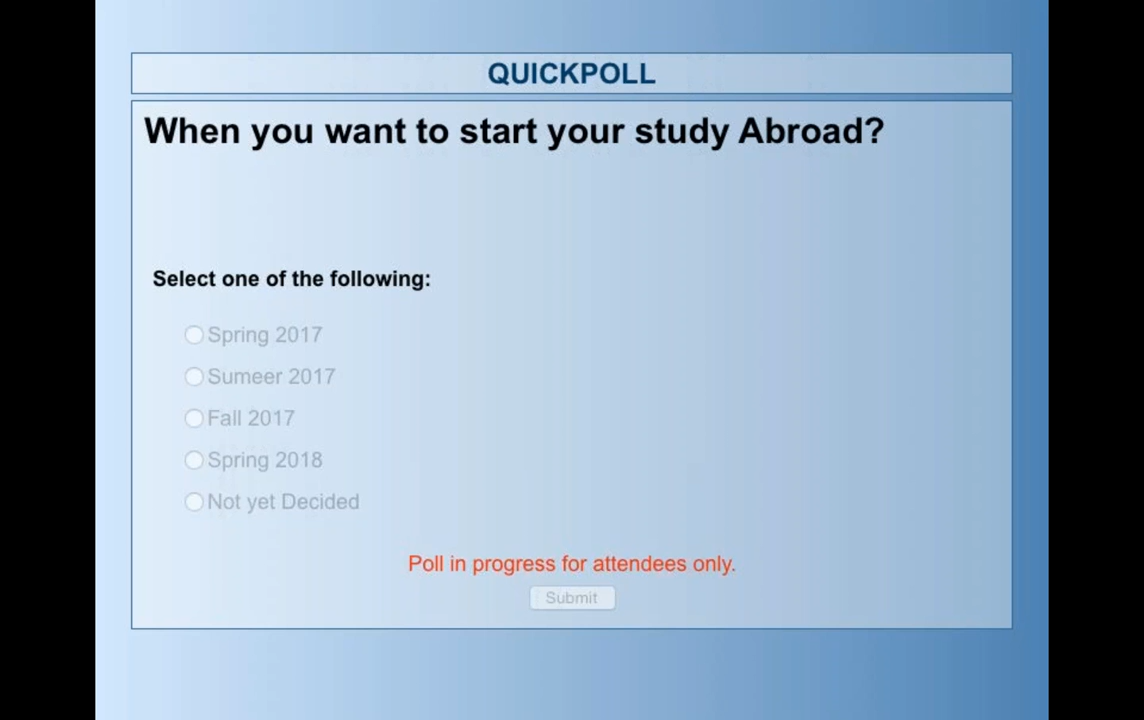 QUICKPOLL
When you want to start your study Abroad?
Select one of the following:
Spring 2017
Sumeer 2017
Fall 2017
Spring 2018
Not yet Decided
Poll in progress for attendees only.
Submit